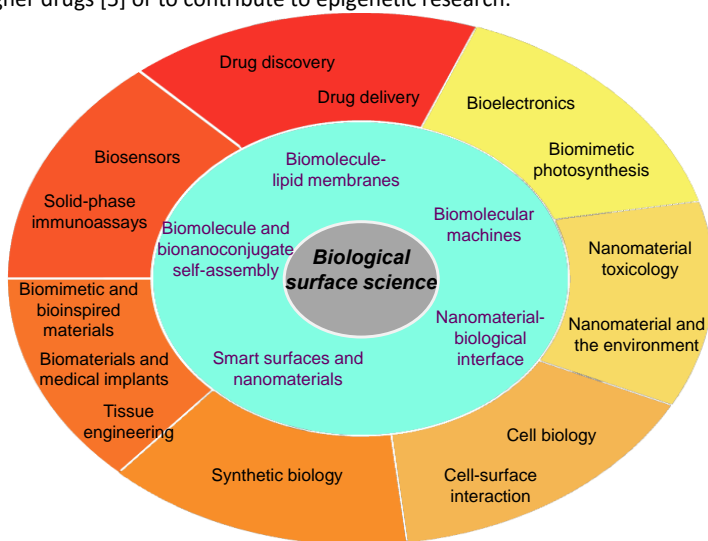 gher drugs [5] or to contribute to epigenetic research.
Drug discovery
Drug delivery
Bioelectronics
Biomimetic
photosynthesis
Biosensors
Solid-phase
immunoassays
Biomolecule-
lipid membranes
Biomolecular
machines
Biomolecule and
bionanoconjugate
self-assembly
Biological
surface science
Nanomaterial
toxicology
Nanomaterial and
the environment
Biomimetic and
bioinspired
materials
Biomaterials and
medical implants
Tissue
engineering
Nanomaterial-
biological
interface
Smart surfaces and
nanomaterials
Synthetic biology
Cell biology
Cell-surface
interaction